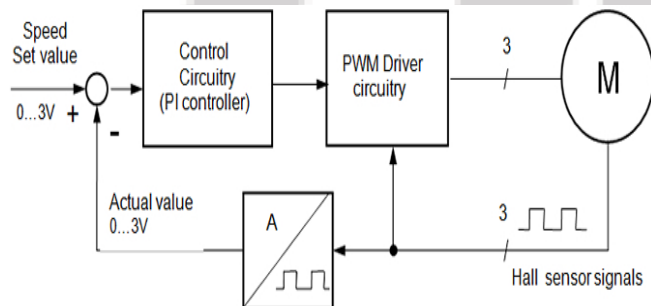 Speed
Set value
0...3V
+
-
Control
Circuitry
(PI controller)
PWM Driver
circuitry
3
M
Actual value
0...3V
A
3
Hall sensor signals